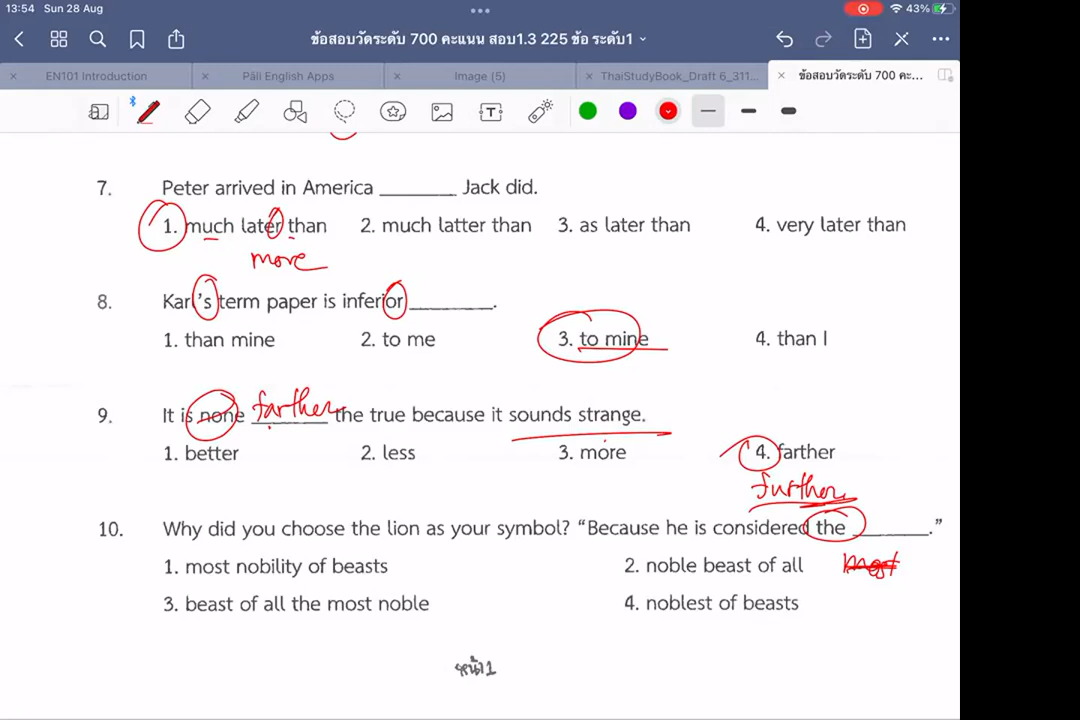 13:54 Sun 28 Aug
43%
ข้อสอบวัดระดับ 700 คะแนน สอบ1.3 225 ข้อ ระดับ1
EN101 Introduction
Pāli English Apps
Image (5)
ThaiStudyBook_Draft 6_311...
ข้อสอบวัดระดับ 700 คะ...
7. Peter arrived in America ________ Jack did.
1. much later than 2. much latter than 3. as later than 4. very later than
more
8. Karl's term paper is inferior __________.
1. than mine 2. to me 3. to mine 4. than I
9. It is none farther the true because it sounds strange.
1. better 2. less 3. more 4. farther
further
10. Why did you choose the lion as your symbol? “Because he is considered the _________.”
1. most nobility of beasts 2. noble beast of all most
3. beast of all the most noble 4. noblest of beasts
หน้า1